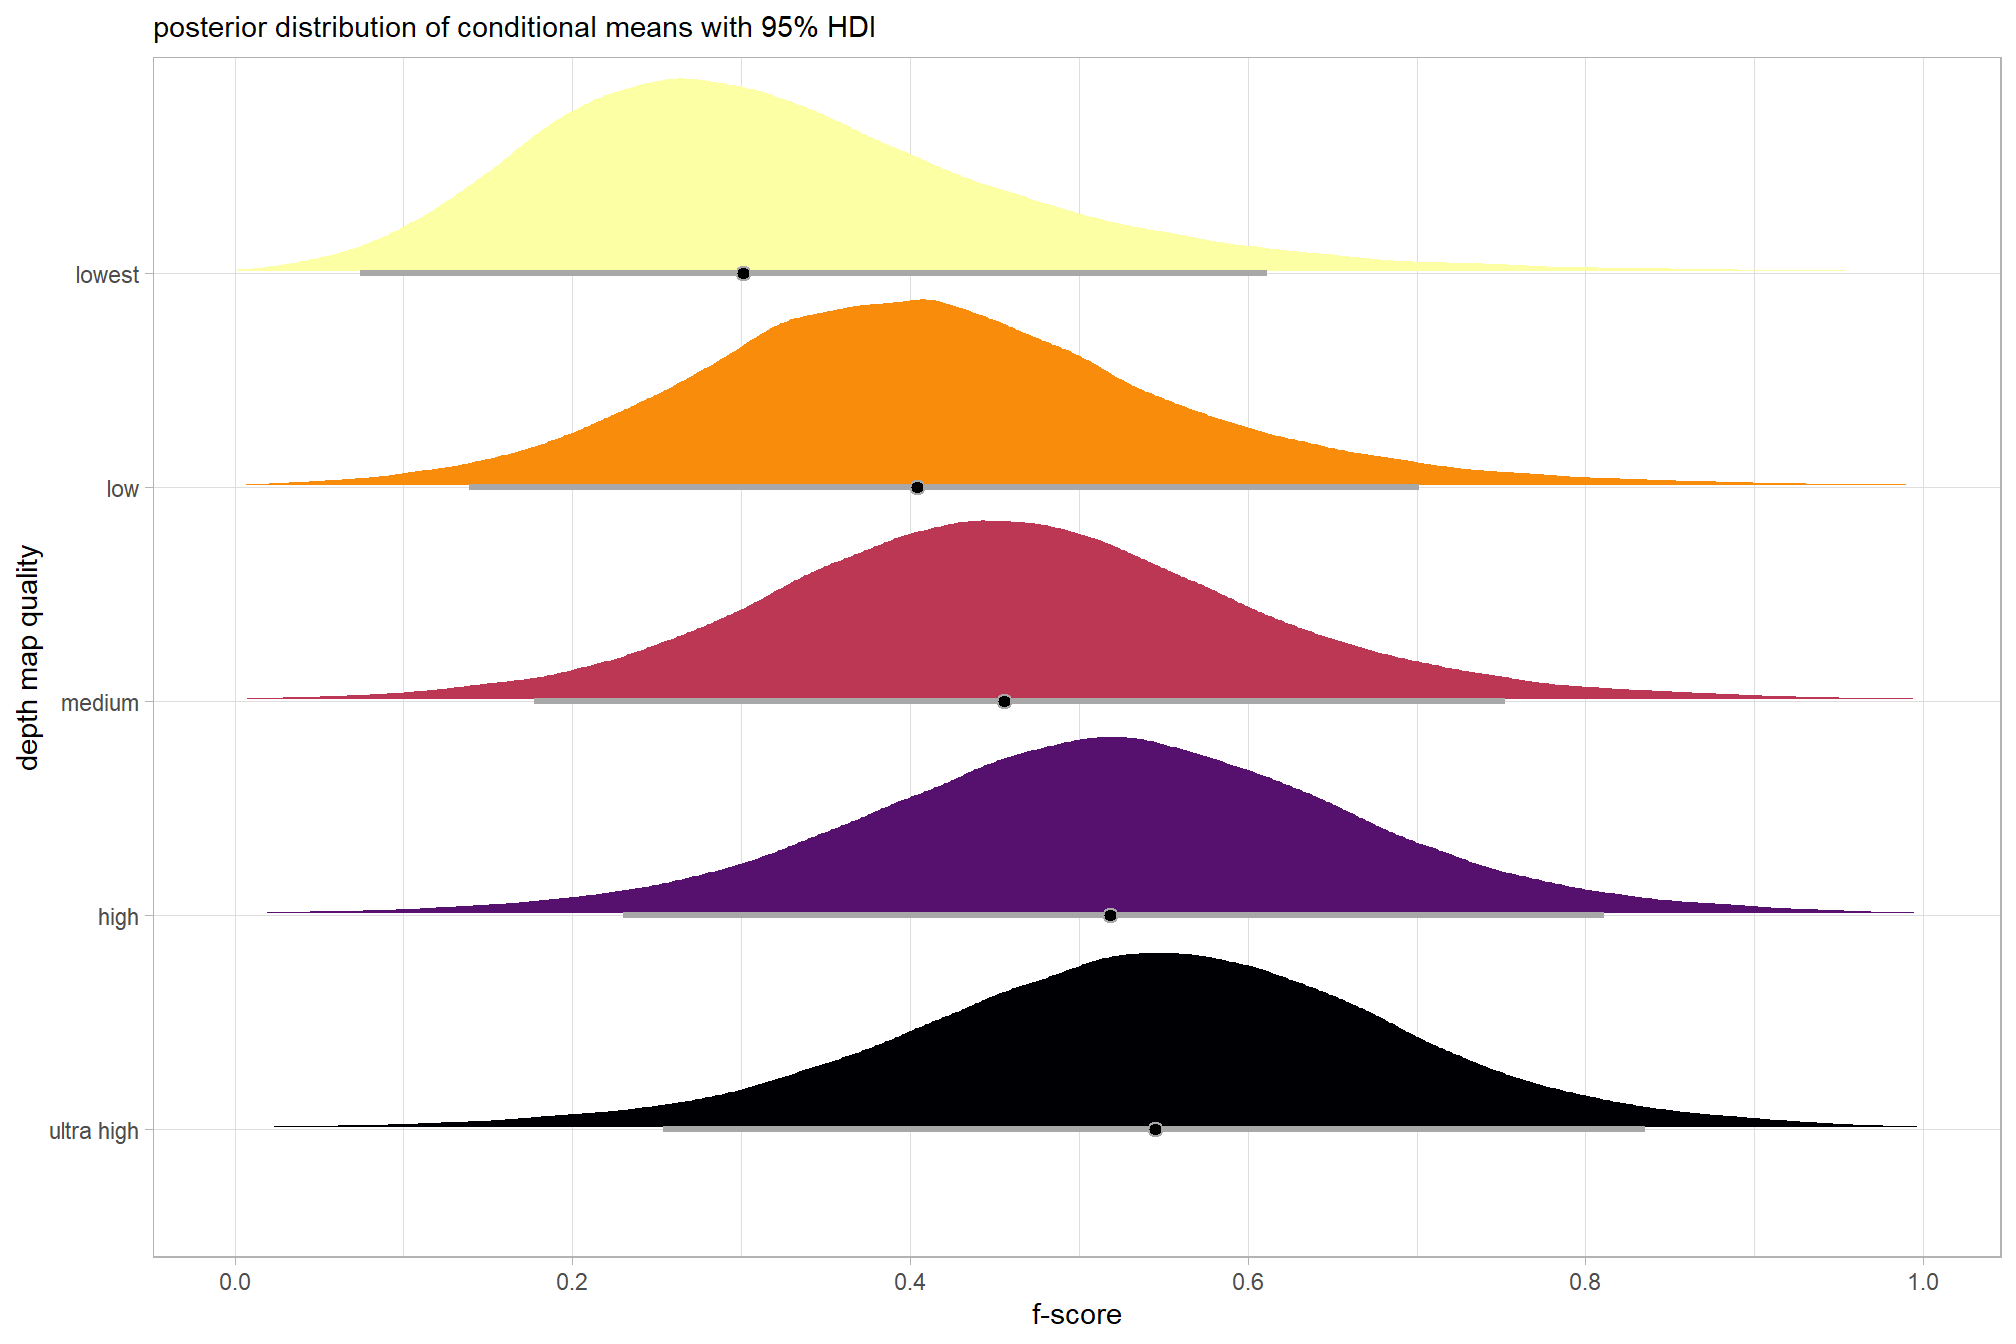 posterior distribution of conditional means with 95% HDI
depth map quality
lowest
low
medium
high
ultra high
0.0 0.2 0.4 0.6 0.8 1.0
f-score